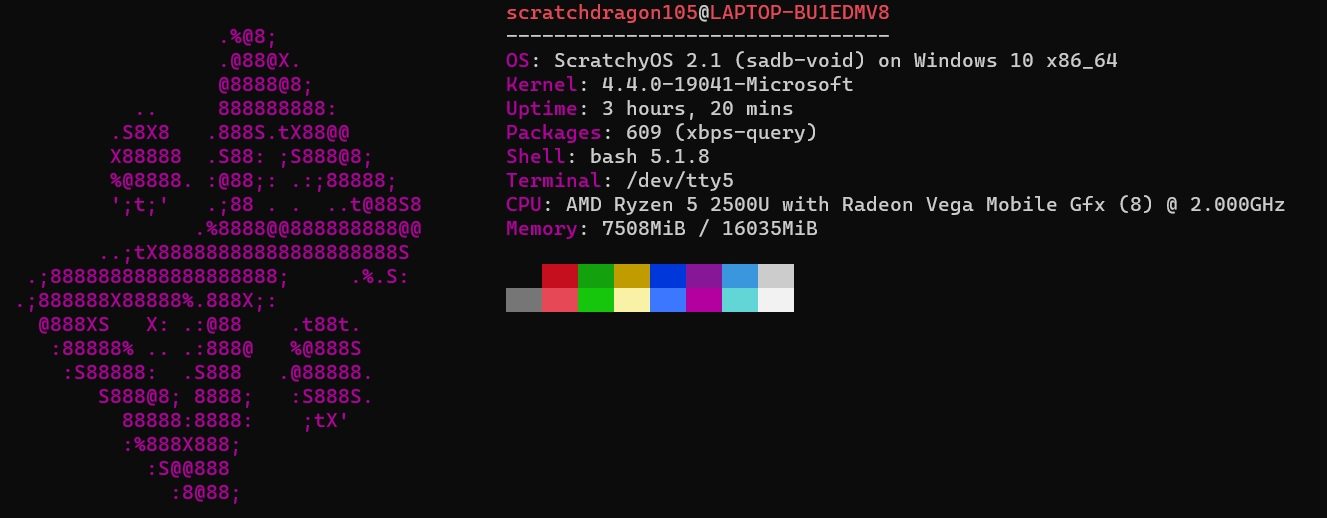 scratchdragon105@LAPTOP-BU1EDMV8
--------------------------------
OS: ScratchyOS 2.1 (sadb-void) on Windows 10 x86_64
Kernel: 4.4.0-19041-Microsoft
Uptime: 3 hours, 20 mins
Packages: 609 (xbps-query)
Shell: bash 5.1.8
Terminal: /dev/tty5
CPU: AMD Ryzen 5 2500U with Radeon Vega Mobile Gfx (8) @ 2.000GHz
Memory: 7508MiB / 16035MiB
.%@8;
.@88@X.
@8888@8;
.. 888888888:
.S8X8 .888S.tX88@@
X88888 .S88: ;S888@8;
%@8888. :@88;: .:;88888;
';t;' .;88 . . ..t@88S8
.%8888@@888888888@@
..;tX8888888888888888888888S
.;8888888888888888888; .%.S:
.;888888X88888%.888X;:
@888XS X: .:@88 .t88t.
:88888% .. .:888@ %@888S
:S88888: .S888 .@88888.
S888@8; 8888; :S888S.
88888:8888: ;tX'
:%888X888;
:S@@888
:8@88;